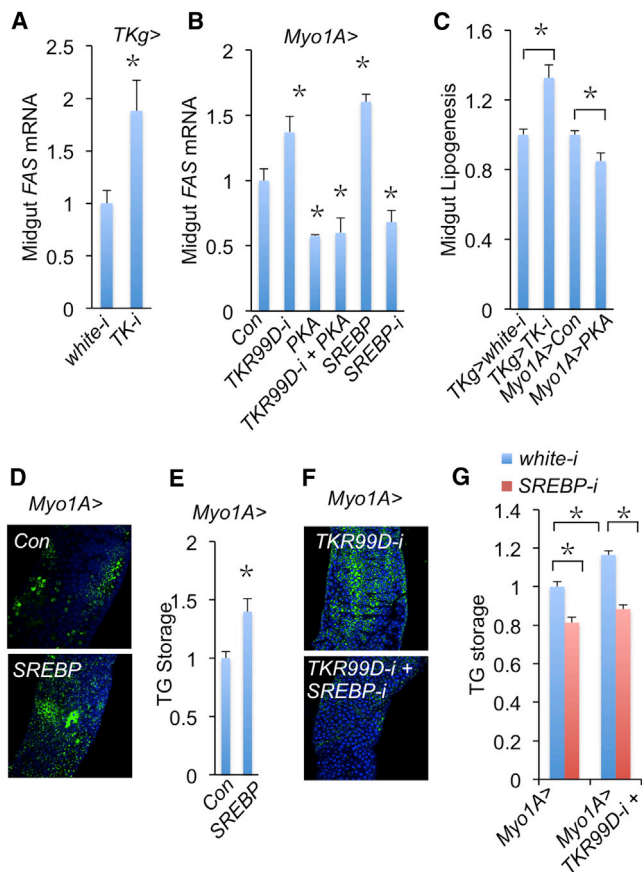 A
TKg>
Midgut FAS mRNA
2.5
2
1.5
1
0.5
0
*
white-i
TK-i
B
Myo1A>
Midgut FAS mRNA
2
1.5
1
0.5
0
*
*
*
*
*
Con
TKR99D-i
PKA
TKR99D-i + PKA
SREBP
SREBP-i
C
Midgut Lipogenesis
1.6
1.2
0.8
0.4
0
*
*
TKg>white-i
TKg>TK-i
Myo1A>Con
Myo1A>PKA
D
Myo1A>
Con
SREBP
E
Myo1A>
TG Storage
2
1.5
1
0.5
0
*
Con
SREBP
F
Myo1A>
TKR99D-i
TKR99D-i +
SREBP-i
G
white-i
SREBP-i
TG storage
1.4
1.2
1
0.8
0.6
0.4
0.2
0
*
*
*
Myo1A>
Myo1A>
TKR99D-i +